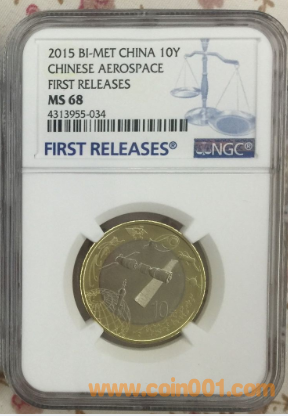 2015 BI-MET CHINA 10Y
CHINESE AEROSPACE
FIRST RELEASES
MS 68
4313955-034
FIRST RELEASES®
NGC®
10
www.coin001.com